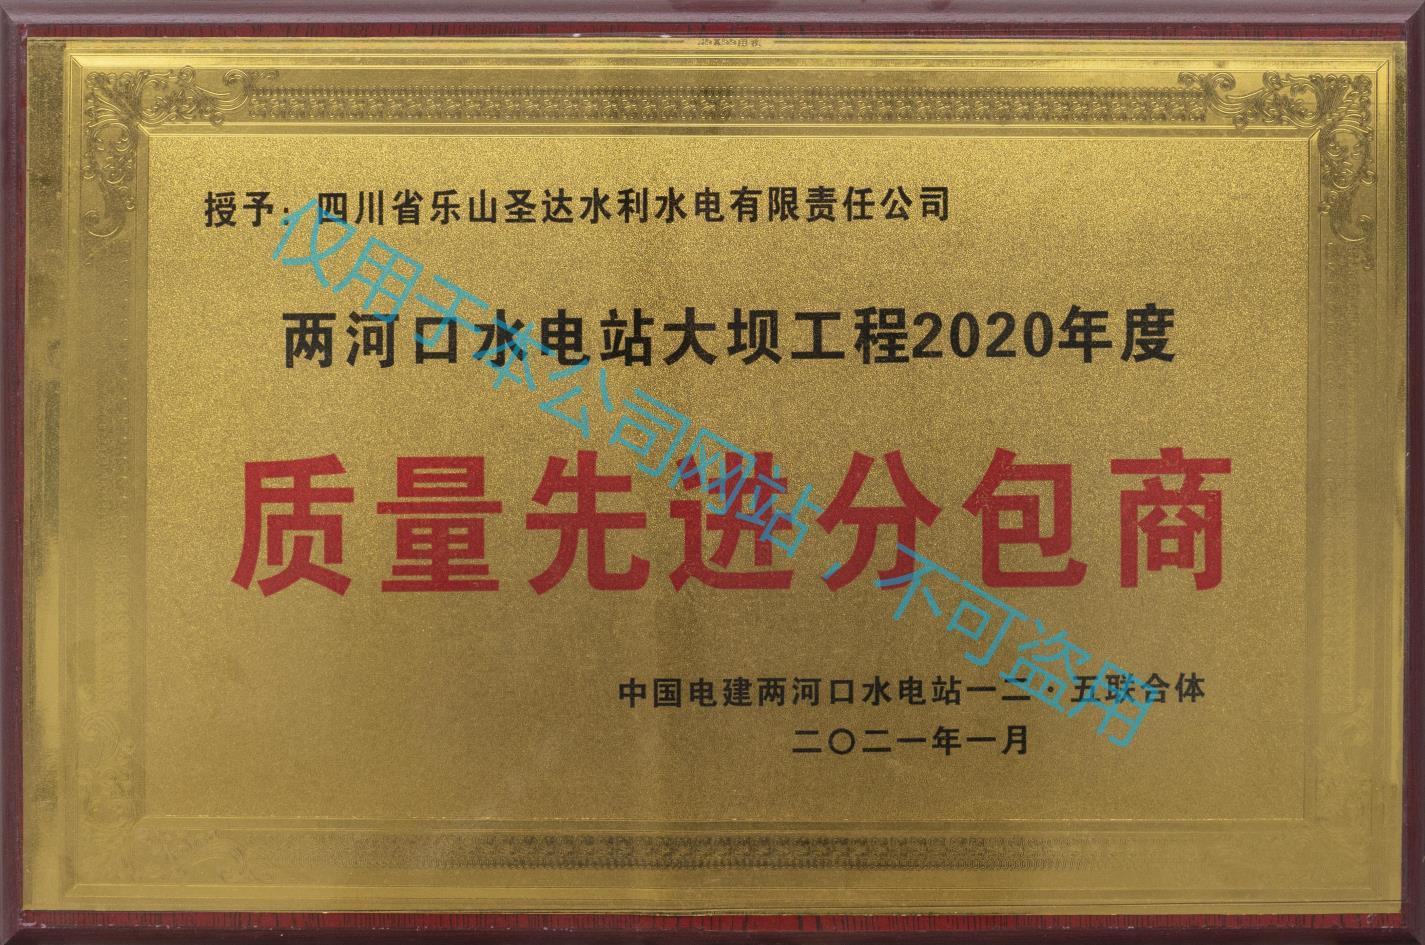 授予：四川省乐山圣达水利水电有限责任公司
两河口水电站大坝工程2020年度
质量先进分包商
中国电建两河口水电站一二·五联合体
二〇二一年一月
仅用于本公司网站，不可盗用